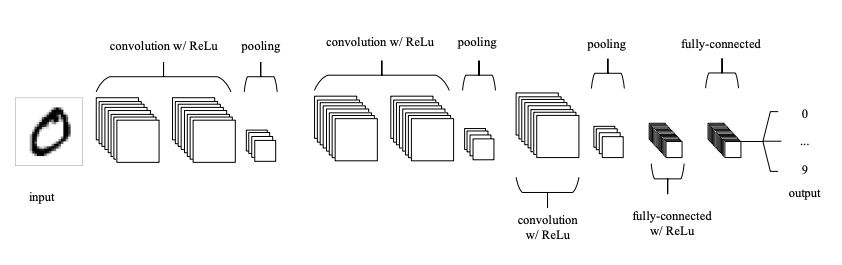 convolution w/ ReLu
pooling
convolution w/ ReLu
pooling
pooling
fully-connected
0
...
9
input
output
convolution
w/ ReLu
fully-connected
w/ ReLu